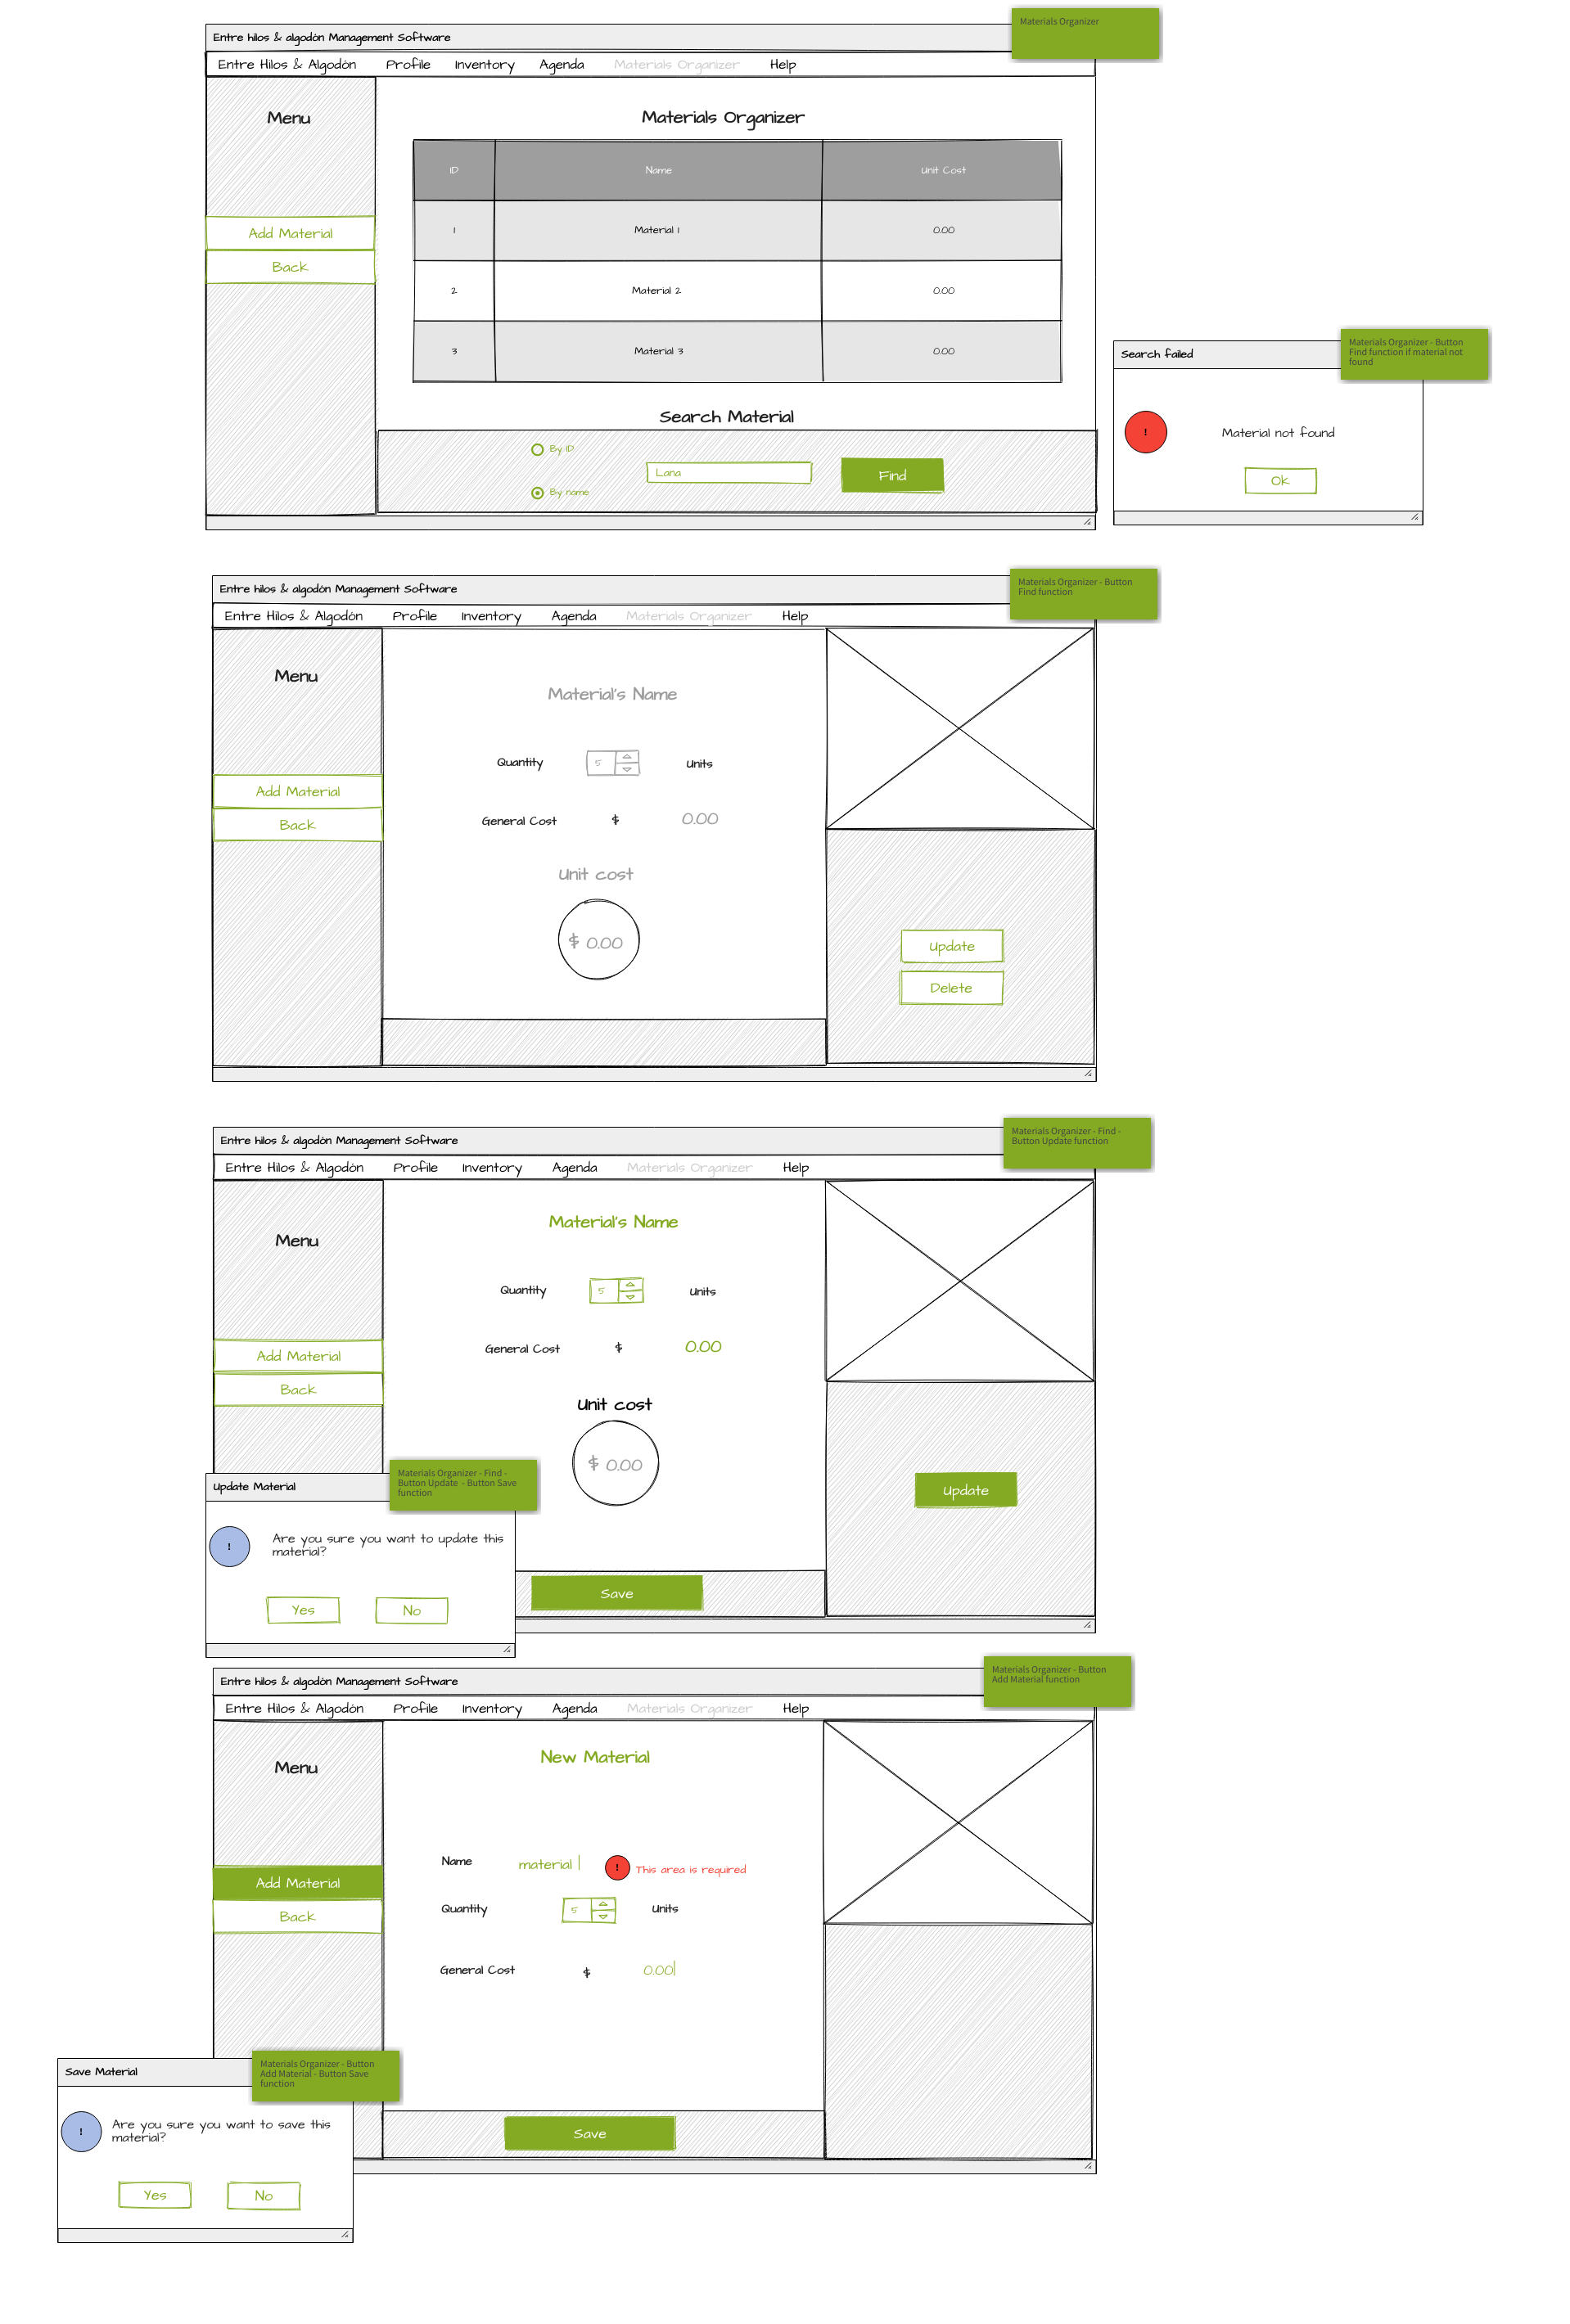 Materials Organizer
Entre hilos & algodón Management Software
Entre Hilos & Algodón Profile Inventory Agenda Materials Organizer Help
Menu
Add Material
Back
Materials Organizer
ID Name Unit Cost
1 Material 1 0.00
2 Material 2 0.00
3 Material 3 0.00
Search Material
By ID
By name
Lana
Find
Materials Organizer - Button
Find function if material not
found
Search failed
!
Material not found
Ok
Materials Organizer - Button
Find function
Entre hilos & algodón Management Software
Entre Hilos & Algodón Profile Inventory Agenda Materials Organizer Help
Menu
Add Material
Back
Material's Name
Quantity 5 Units
General Cost $ 0.00
Unit cost
$ 0.00
Update
Delete
Materials Organizer - Find -
Button Update function
Entre hilos & algodón Management Software
Entre Hilos & Algodón Profile Inventory Agenda Materials Organizer Help
Menu
Add Material
Back
Material's Name
Quantity 5 Units
General Cost $ 0.00
Unit cost
$ 0.00
Update
Save
Materials Organizer - Find -
Button Update - Button Save
function
Update Material
!
Are you sure you want to update this
material?
Yes No
Materials Organizer - Button
Add Material function
Entre hilos & algodón Management Software
Entre Hilos & Algodón Profile Inventory Agenda Materials Organizer Help
Menu
Add Material
Back
New Material
Name material | ! This area is required
Quantity 5 Units
General Cost $ 0.00|
Save
Materials Organizer - Button
Add Material - Button Save
function
Save Material
!
Are you sure you want to save this
material?
Yes No